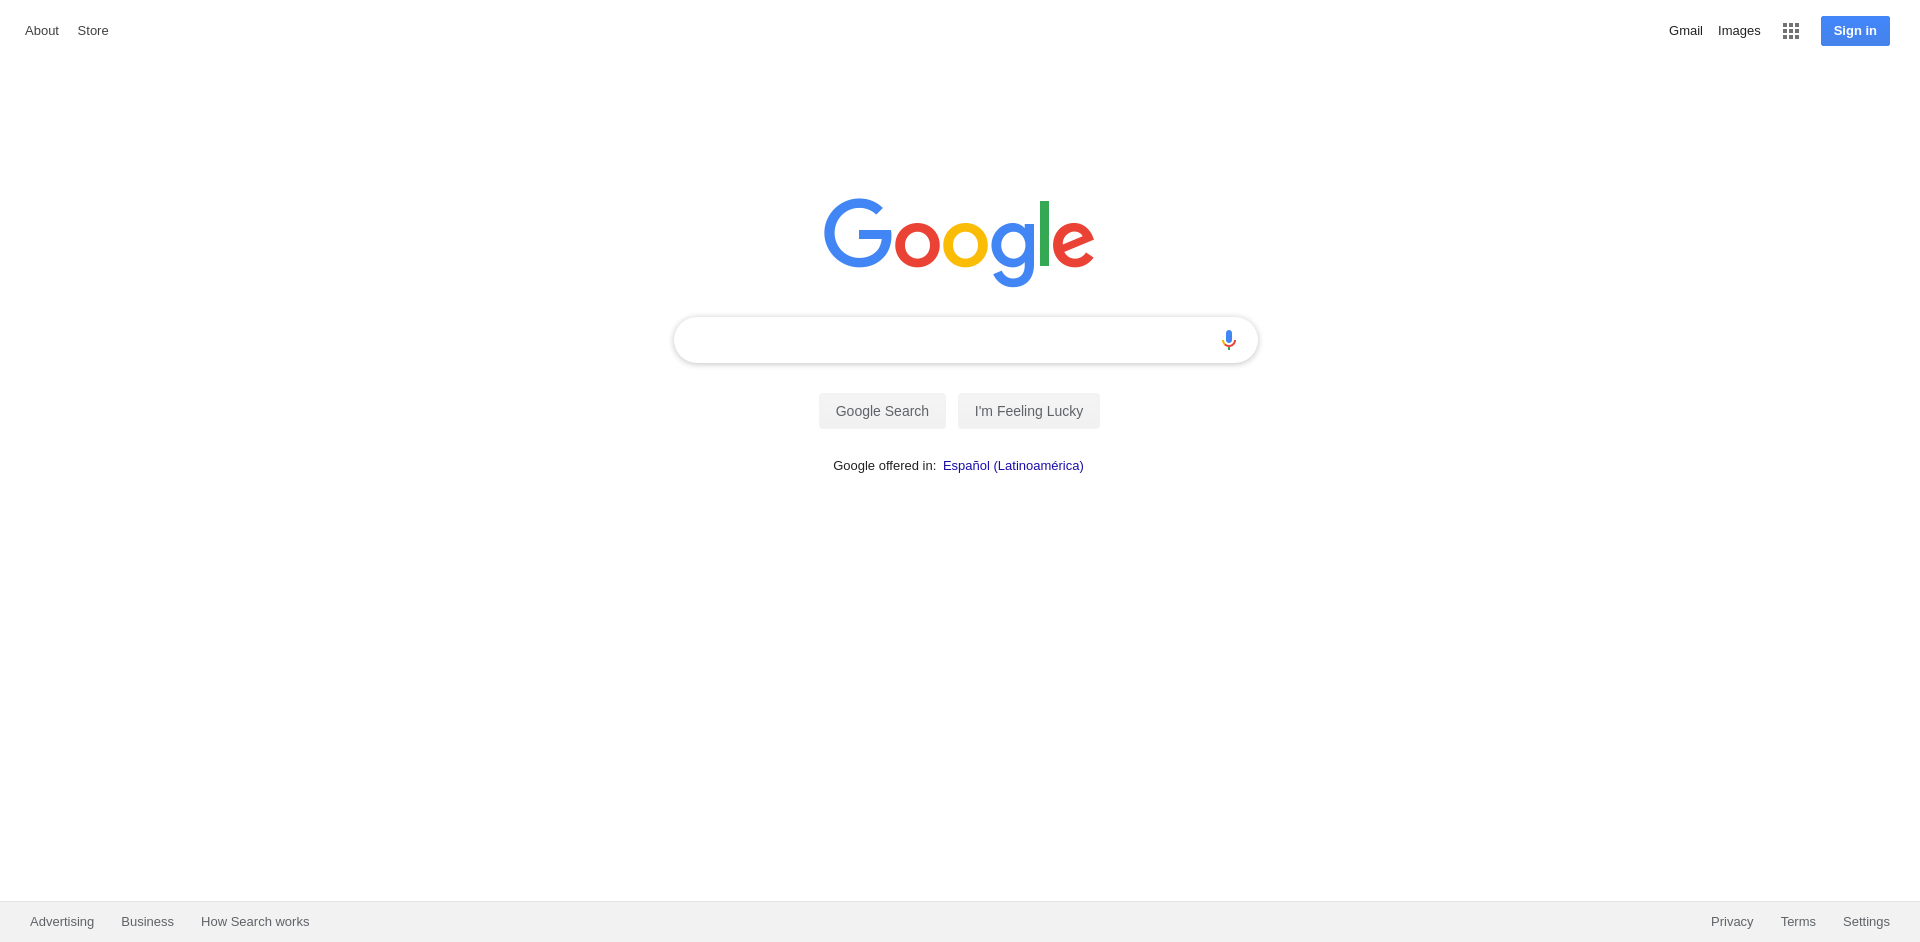 About Store Gmail Images Sign in
Google
Google Search I'm Feeling Lucky
Google offered in: Español (Latinoamérica)
Advertising Business How Search works Privacy Terms Settings